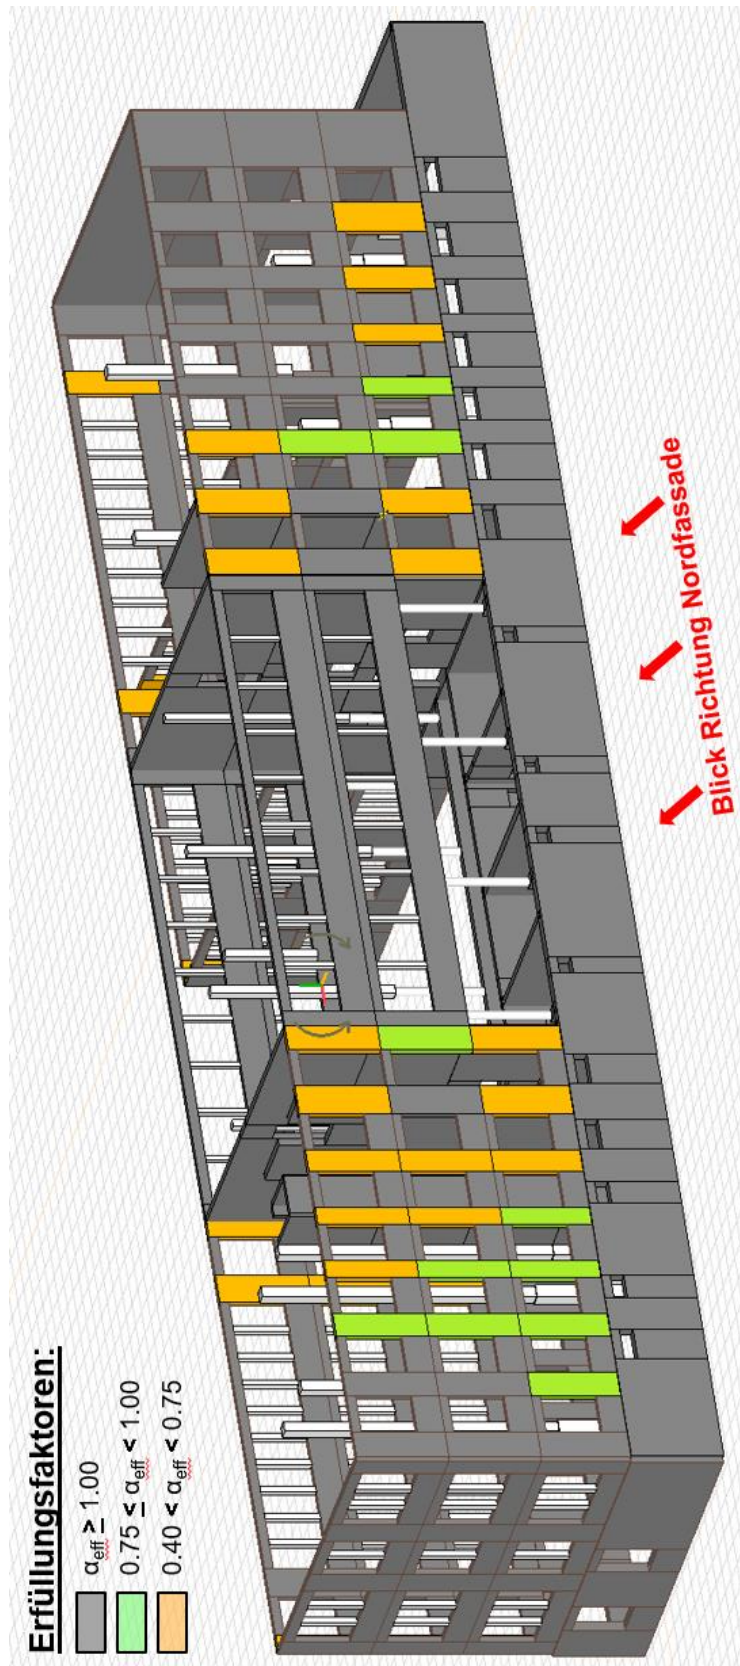 Erfüllungsfaktoren:
α_eff ≥ 1.00
0.75 ≤ α_eff < 1.00
0.40 < α_eff < 0.75
Blick Richtung Nordfassade